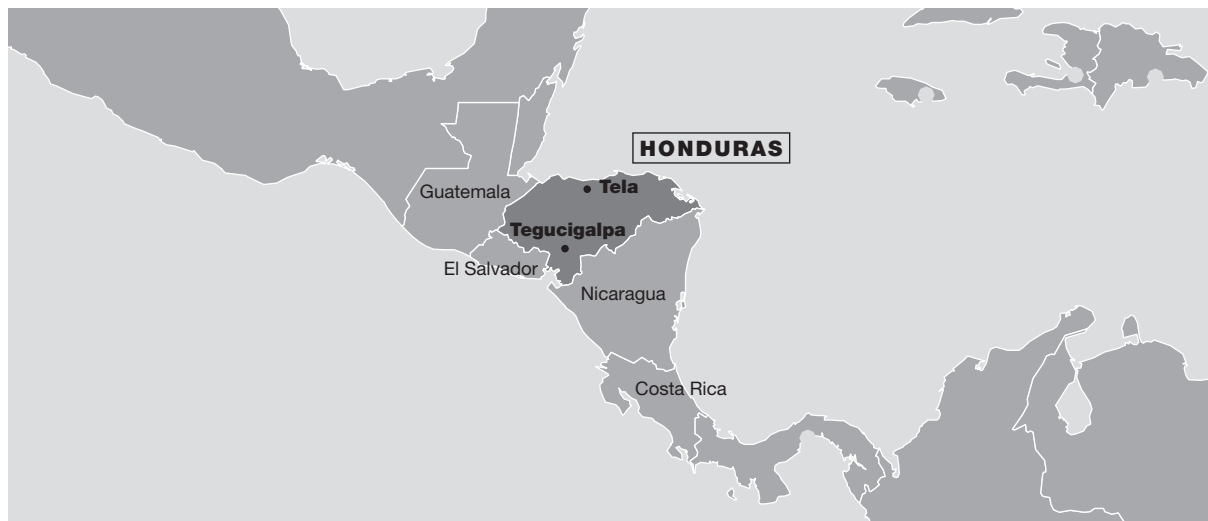 HONDURAS
Tela
Guatemala
Tegucigalpa
El Salvador
Nicaragua
Costa Rica